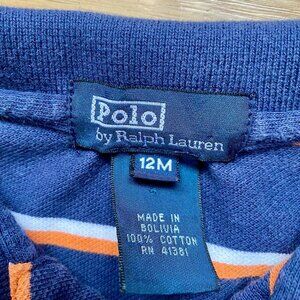 Polo
by Ralph Lauren
12M
MADE IN
BOLIVIA
100% COTTON
RN 41381